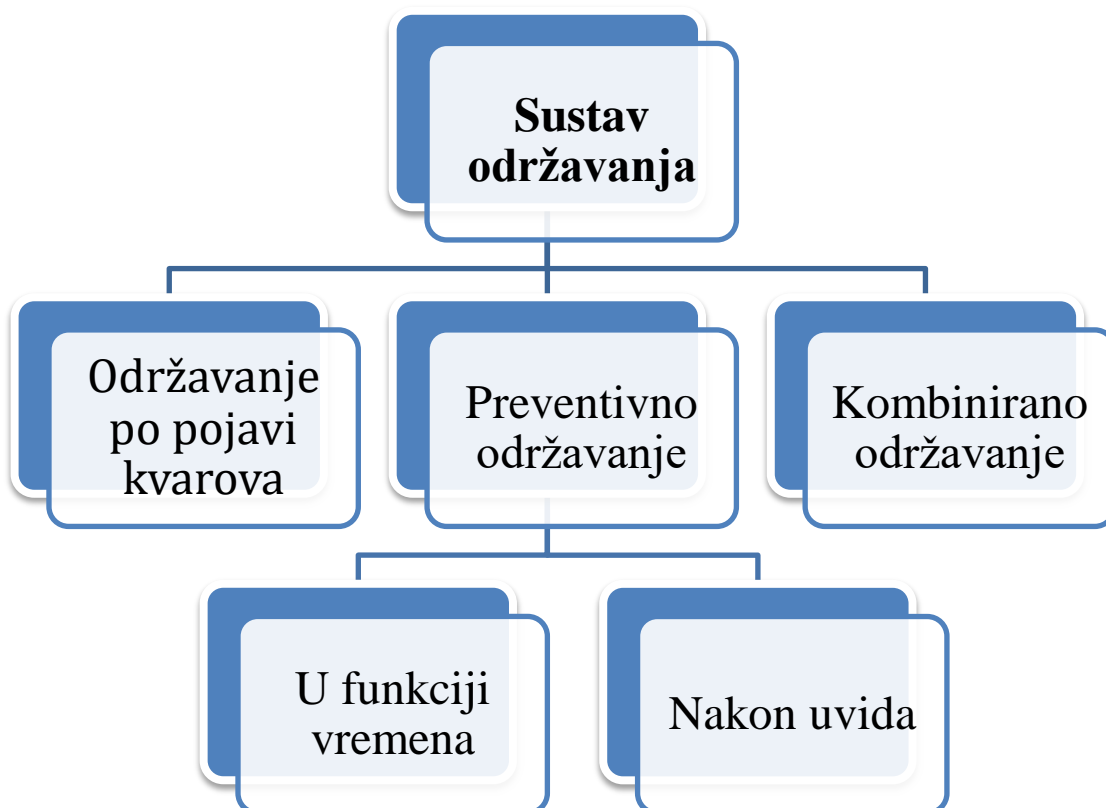 Sustav
održavanja
Održavanje
po pojavi
kvarova
Preventivno
održavanje
Kombinirano
održavanje
U funkciji
vremena
Nakon uvida